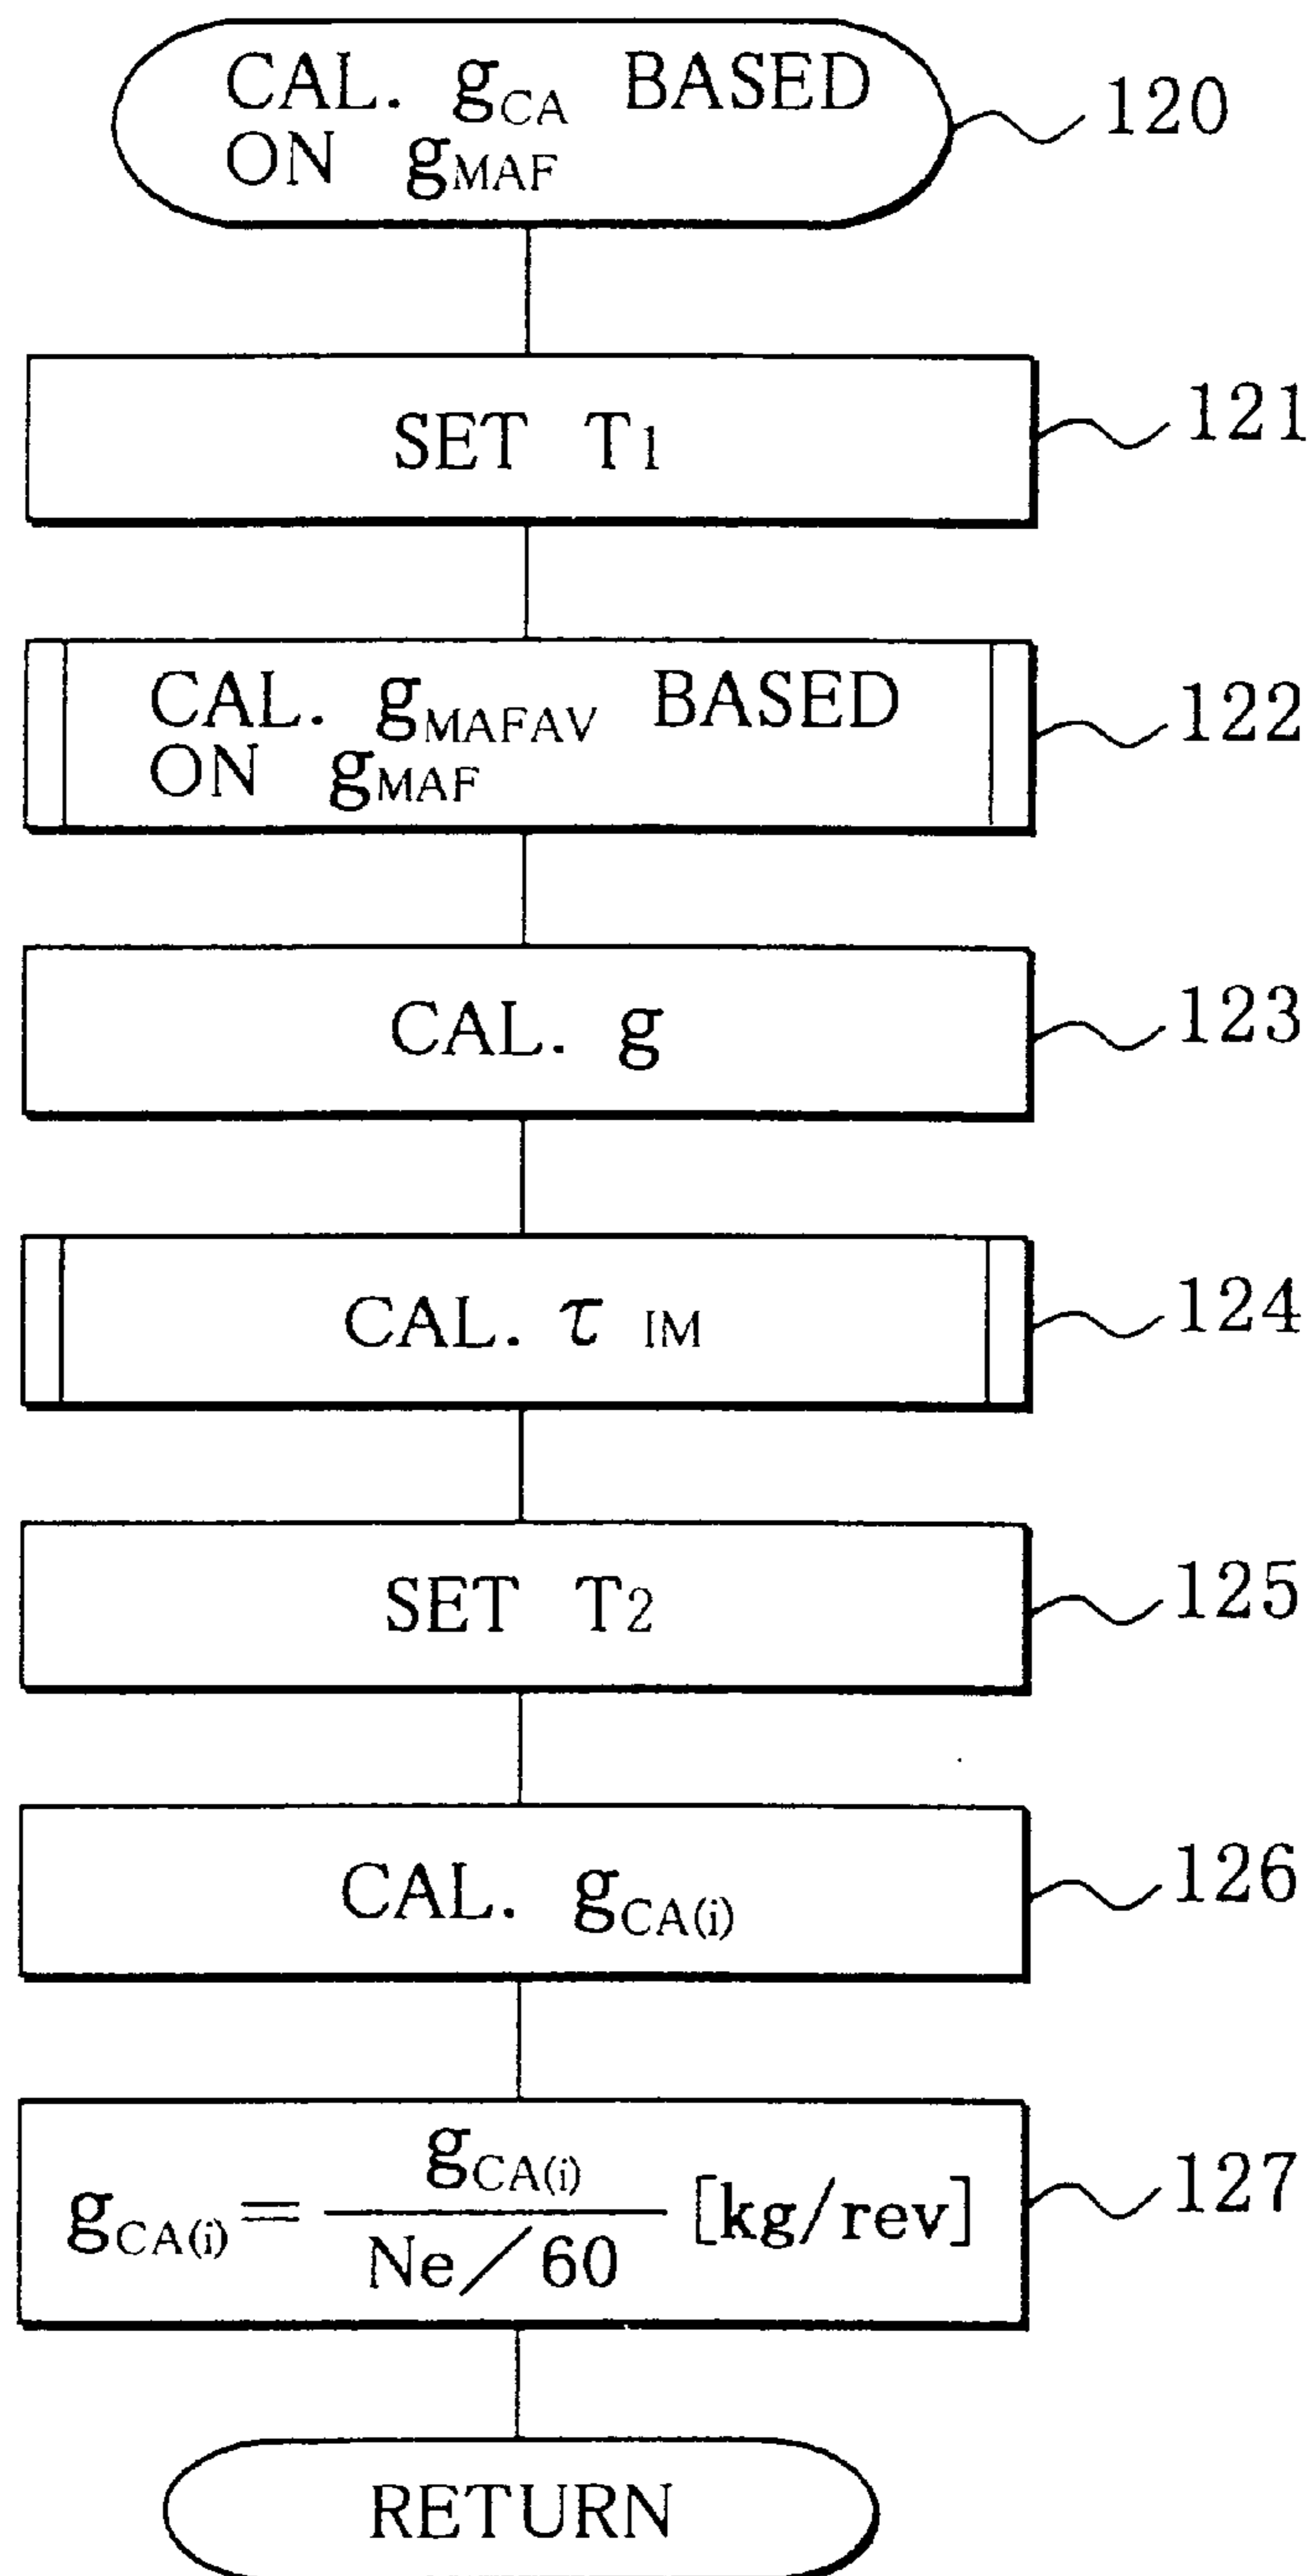 CAL. gCA BASED
ON gMAF
120
SET T1
121
CAL. gMAFAV BASED
ON gMAF
122
CAL. g
123
CAL. τ IM
124
SET T2
125
CAL. gCA(i)
126
gCA(i) = gCA(i) / Ne/60 [kg/rev]
127
RETURN